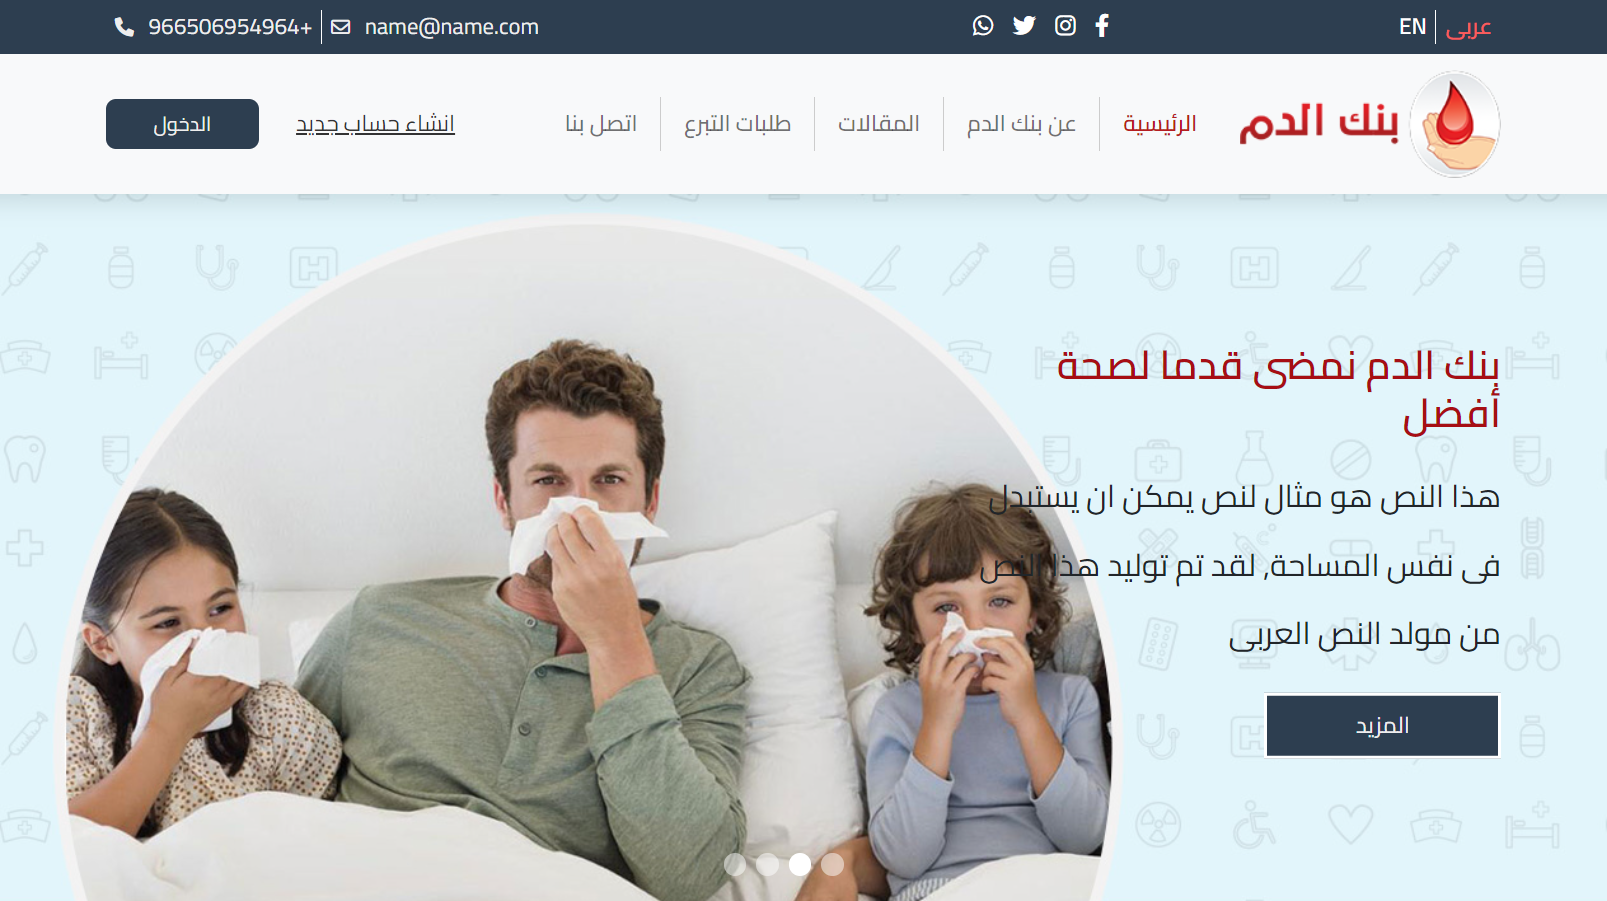 عربى
EN
name@name.com
+966506954964
بنك الدم
الرئيسية
عن بنك الدم
المقالات
طلبات التبرع
اتصل بنا
انشاء حساب جديد
الدخول
بنك الدم نمضى قدما لصحة
أفضل
هذا النص هو مثال لنص يمكن ان يستبدل
فى نفس المساحة, لقد تم توليد هذا النص
من مولد النص العربى
المزيد